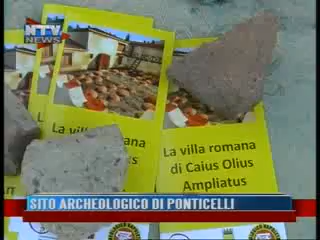 NTV
NEWS
La villa romana
La villa romana
di Caius Olius
Ampliatus
SITO ARCHEOLOGICO DI PONTICELLI